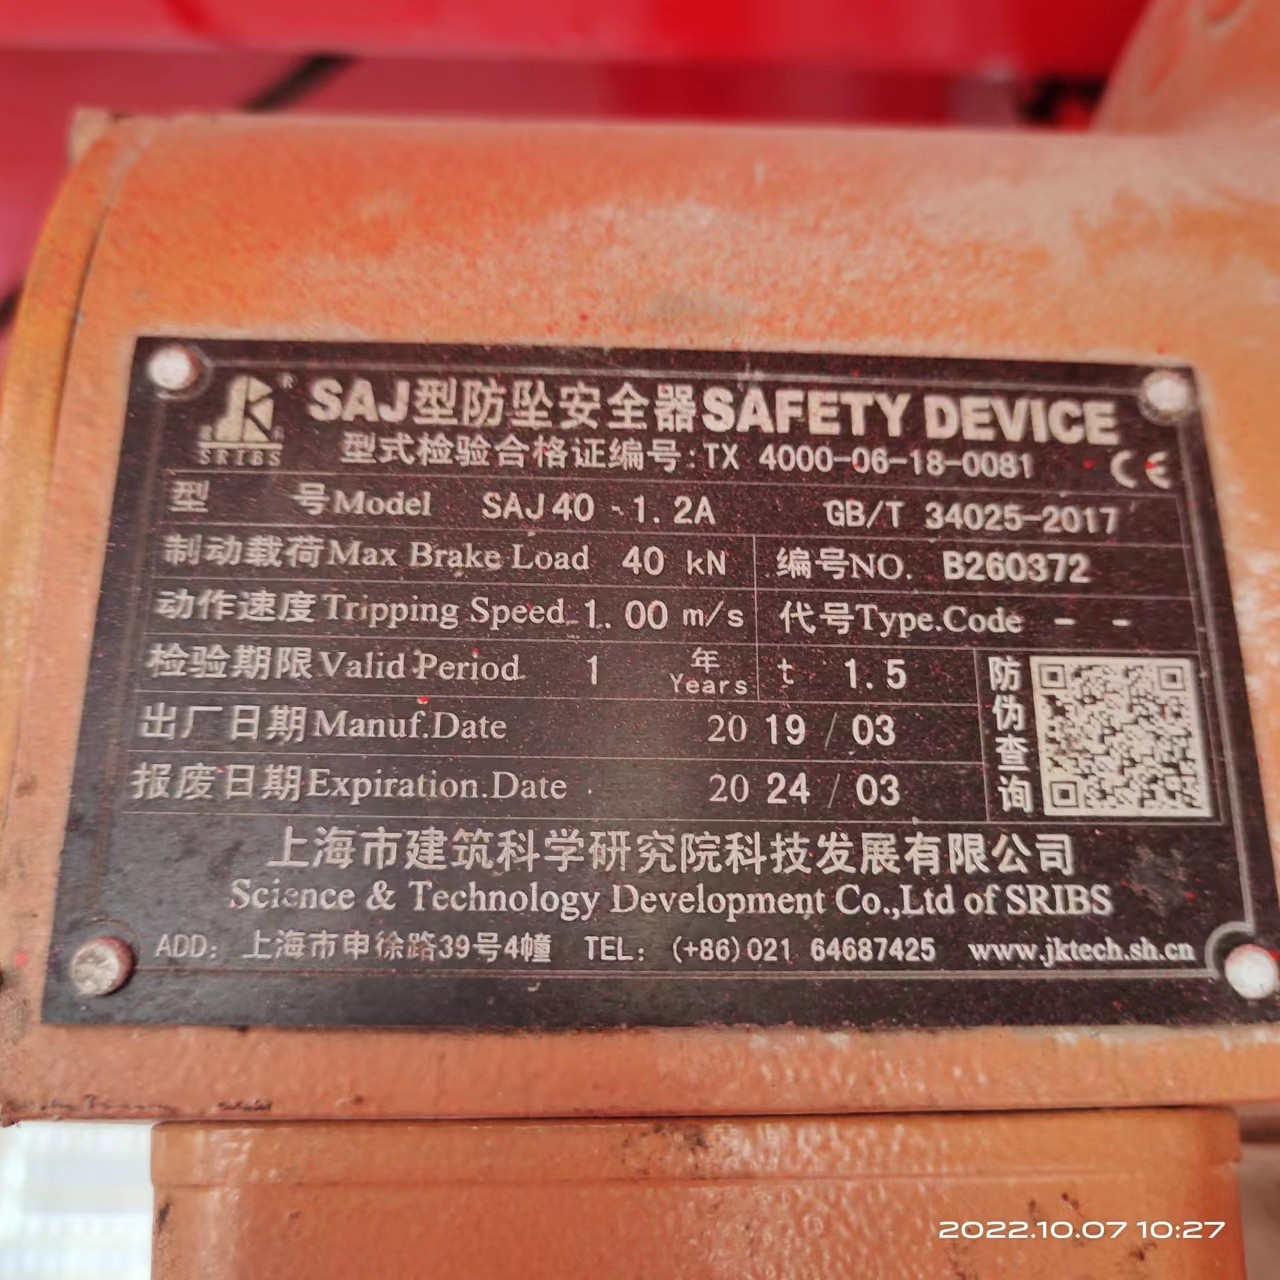 SRIBS ®
SAJ型防坠安全器SAFETY DEVICE
型式检验合格证编号:TX 4000-06-18-0081 CE
型 号Model SAJ40-1.2A GB/T 34025-2017
制动载荷Max Brake Load 40 kN 编号NO. B260372
动作速度Tripping Speed 1.00 m/s 代号Type.Code - -
检验期限Valid Period 1 年 Years t 1.5
出厂日期Manuf.Date 2019/03
报废日期Expiration.Date 2024/03
防伪查询
上海市建筑科学研究院科技发展有限公司
Science & Technology Development Co.,Ltd of SRIBS
ADD: 上海市申徐路39号4幢 TEL: (+86)021 64687425 www.jktech.sh.cn
2022.10.07 10:27